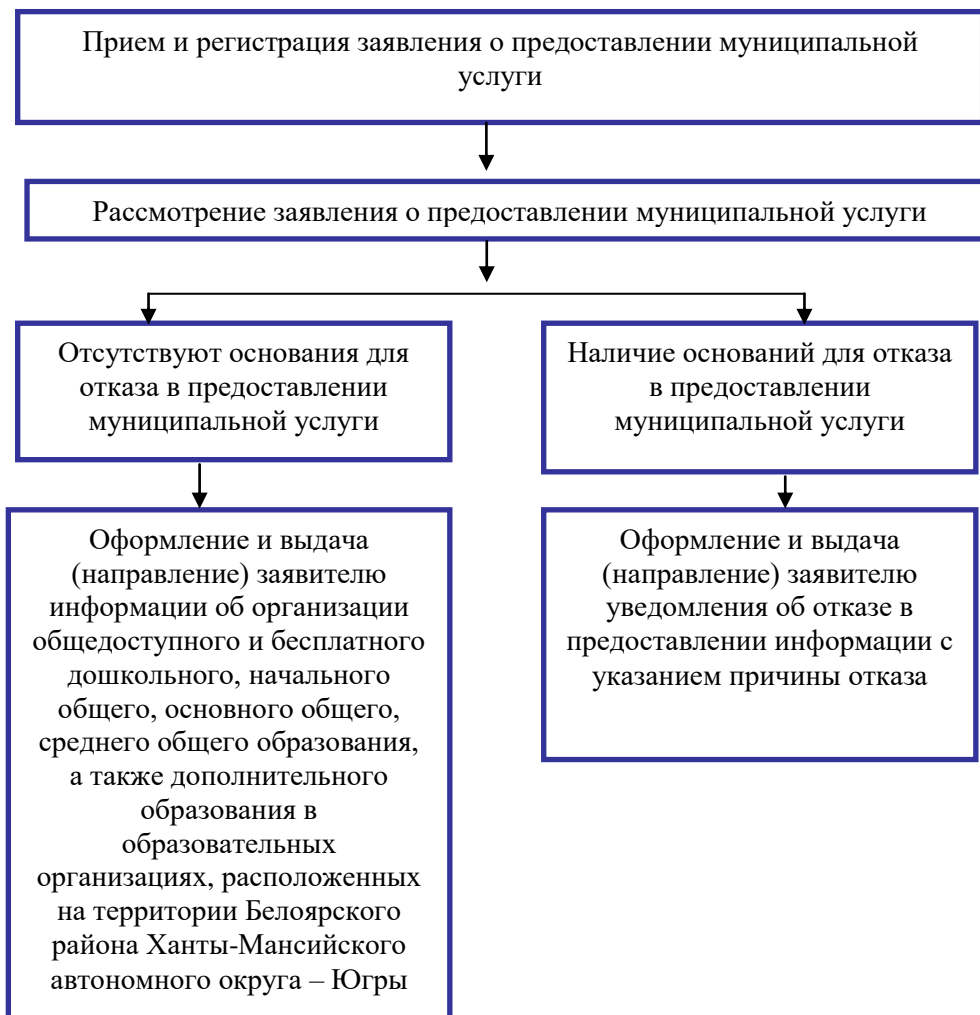 Прием и регистрация заявления о предоставлении муниципальной
услуги
Рассмотрение заявления о предоставлении муниципальной услуги
Отсутствуют основания для
отказа в предоставлении
муниципальной услуги
Наличие оснований для отказа
в предоставлении
муниципальной услуги
Оформление и выдача
(направление) заявителю
информации об организации
общедоступного и бесплатного
дошкольного, начального
общего, основного общего,
среднего общего образования,
а также дополнительного
образования в
образовательных
организациях, расположенных
на территории Белоярского
района Ханты-Мансийского
автономного округа – Югры
Оформление и выдача
(направление) заявителю
уведомления об отказе в
предоставлении информации с
указанием причины отказа